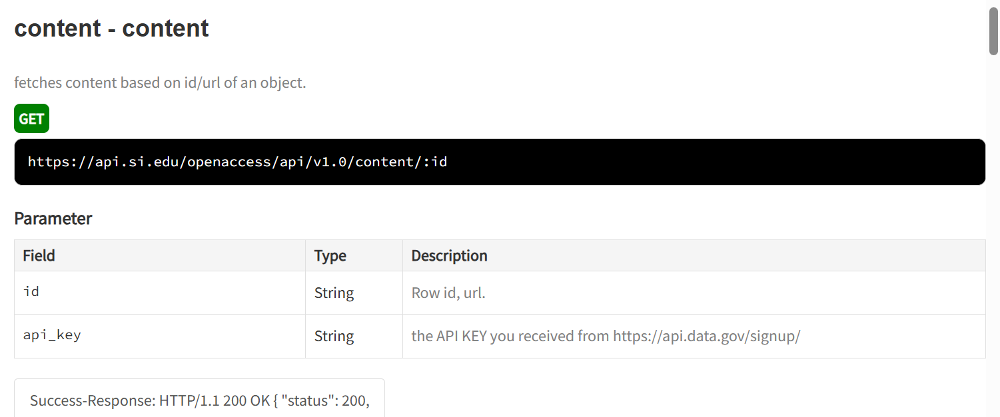 content - content
fetches content based on id/url of an object.
GET
https://api.si.edu/openaccess/api/v1.0/content/:id
Parameter
Field Type Description
id String Row id, url.
api_key String the API KEY you received from https://api.data.gov/signup/
Success-Response: HTTP/1.1 200 OK { "status": 200,